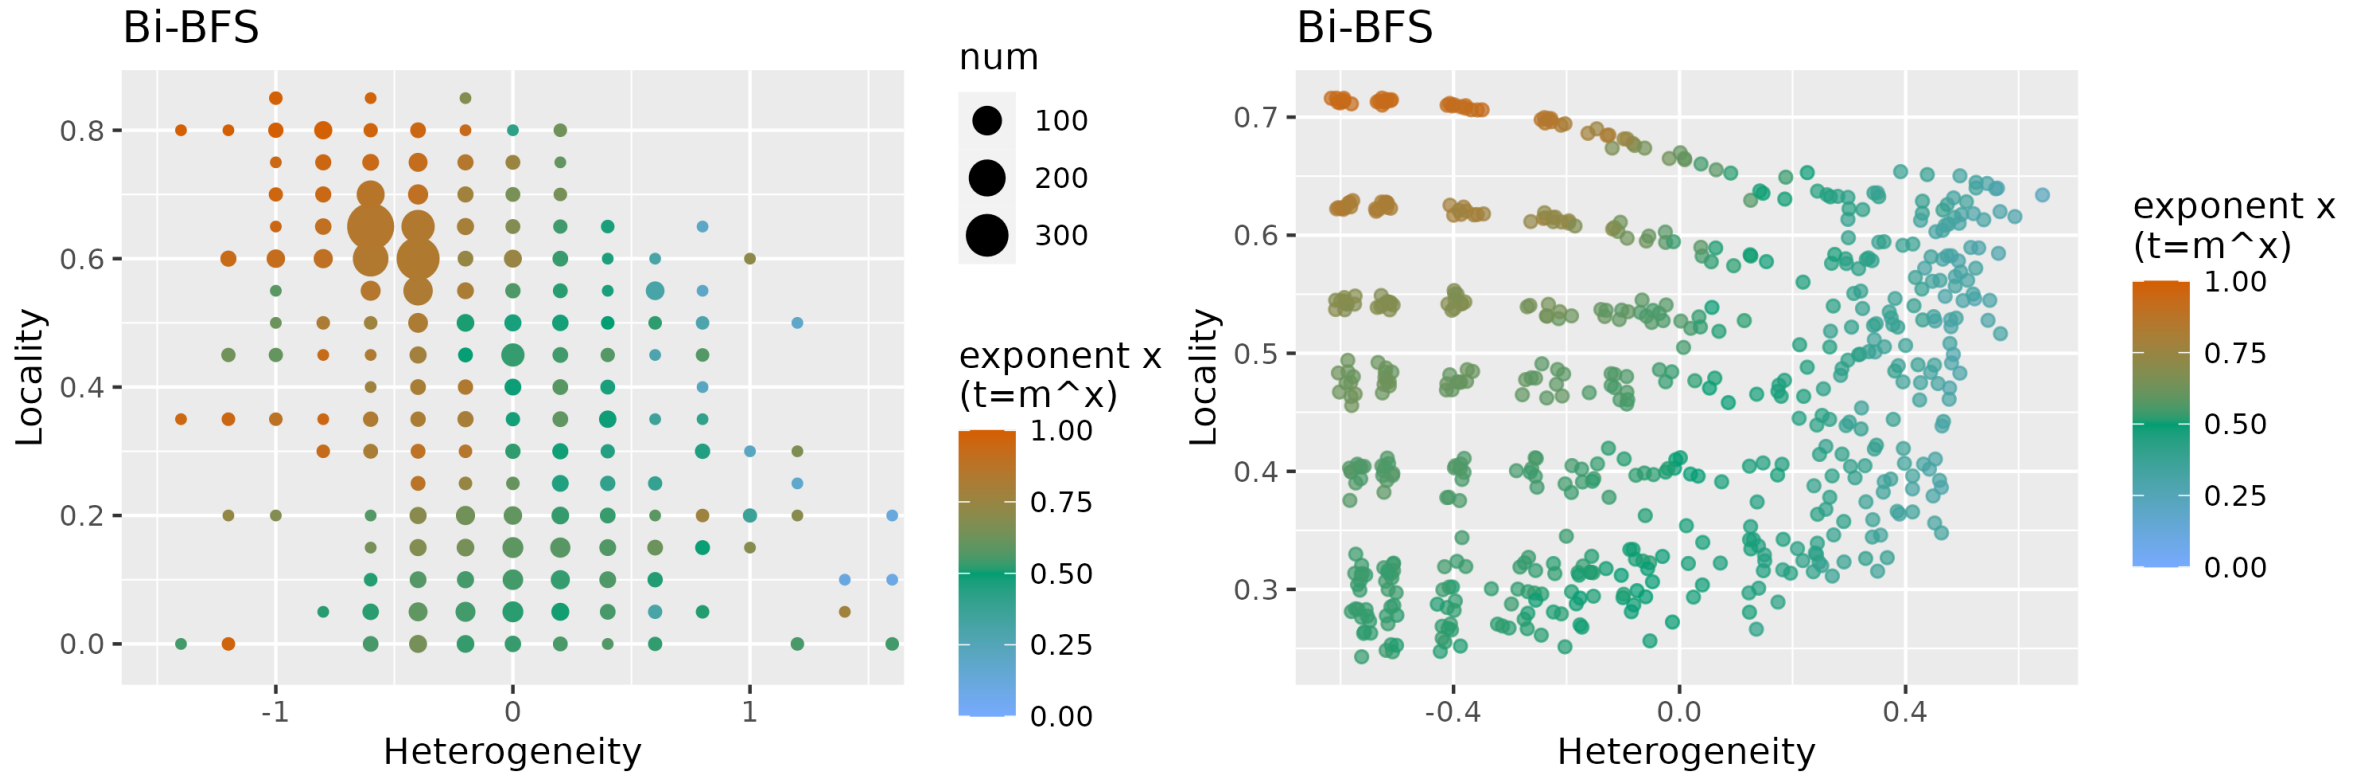 Bi-BFS
Locality
0.8
0.6
0.4
0.2
0.0
-1
0
1
Heterogeneity
num
100
200
300
exponent x
(t=m^x)
1.00
0.75
0.50
0.25
0.00
Bi-BFS
Locality
0.7
0.6
0.5
0.4
0.3
-0.4
0.0
0.4
Heterogeneity
exponent x
(t=m^x)
1.00
0.75
0.50
0.25
0.00